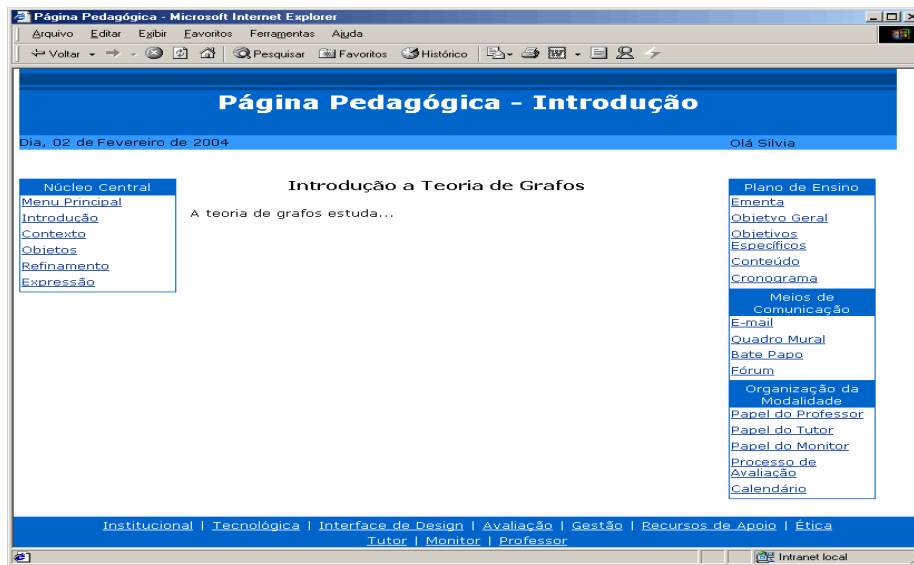 Página Pedagógica - Microsoft Internet Explorer
Arquivo Editar Exibir Favoritos Ferramentas Ajuda
Voltar Pesquisar Favoritos Histórico
Página Pedagógica - Introdução
Dia, 02 de Fevereiro de 2004 Olá Silvia
Núcleo Central
Menu Principal
Introdução
Contexto
Objetos
Refinamento
Expressão
Introdução a Teoria de Grafos
A teoria de grafos estuda...
Plano de Ensino
Ementa
Objetvo Geral
Objetivos
Específicos
Conteúdo
Cronograma
Meios de
Comunicação
E-mail
Quadro Mural
Bate Papo
Fórum
Organização da
Modalidade
Papel do Professor
Papel do Tutor
Papel do Monitor
Processo de
Avaliação
Calendário
Institucional | Tecnológica | Interface de Design | Avaliação | Gestão | Recursos de Apoio | Ética
Tutor | Monitor | Professor
Intranet local